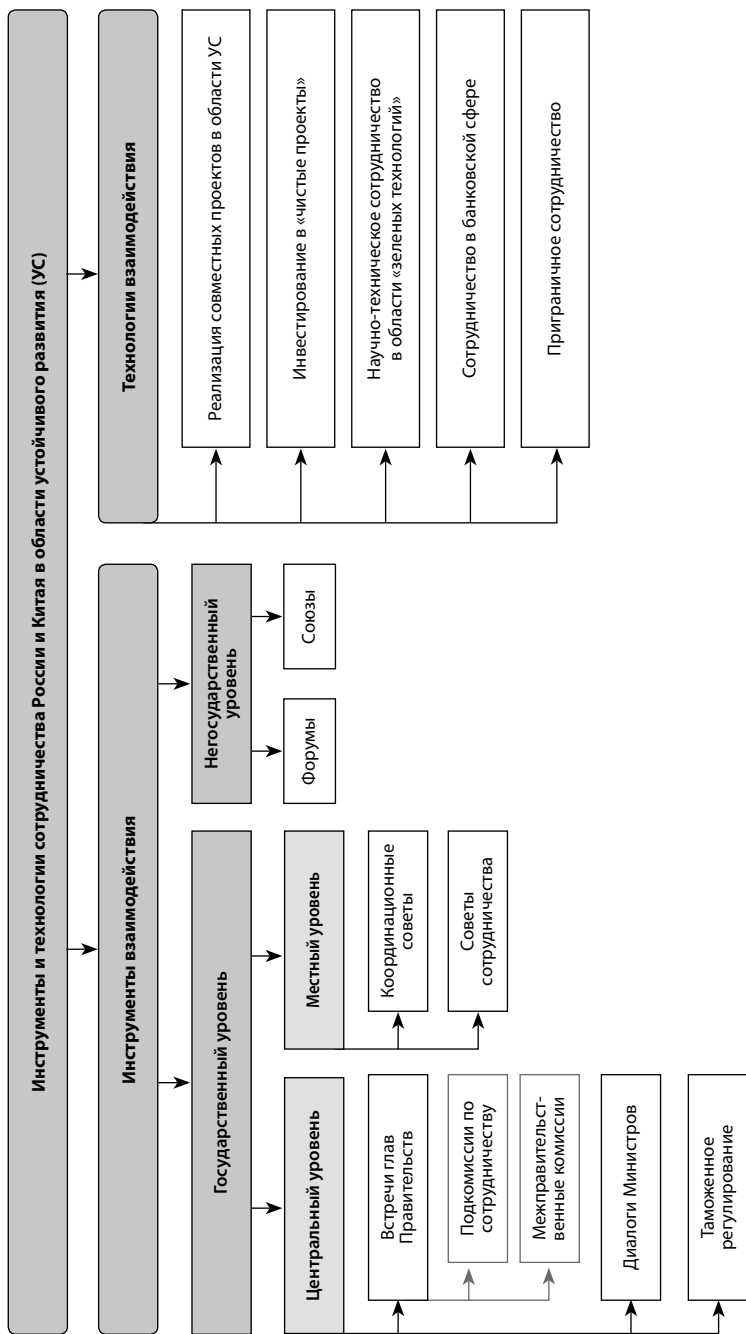 Инструменты и технологии сотрудничества России и Китая в области устойчивого развития (УС)
Инструменты взаимодействия
Государственный уровень
Центральный уровень
Встречи глав
Правительств
Подкомиссии по
сотрудничеству
Межправительст-
венные комиссии
Диалоги Министров
Таможенное
регулирование
Местный уровень
Координационные
советы
Советы
сотрудничества
Негосударственный
уровень
Форумы
Союзы
Технологии взаимодействия
Реализация совместных проектов в области УС
Инвестирование в «чистые проекты»
Научно-техническое сотрудничество
в области «зеленых технологий»
Сотрудничество в банковской сфере
Приграничное сотрудничество